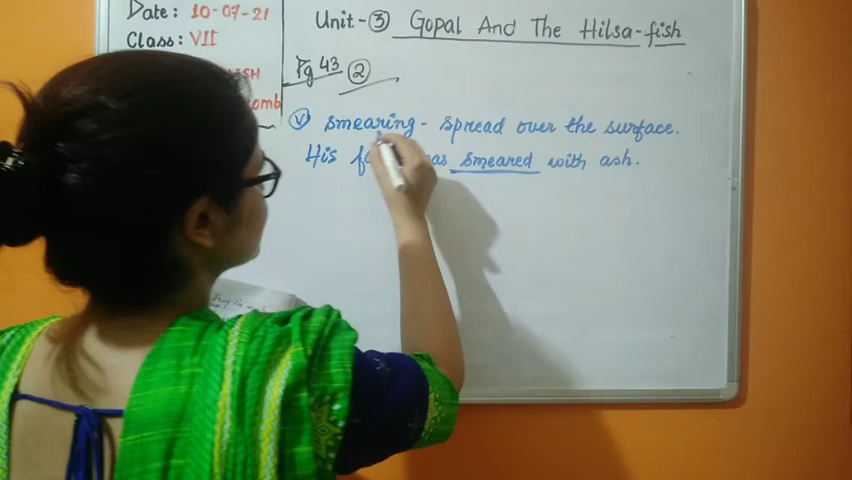 Date: 10-07-21
Class: VII
Unit-③ Gopal And The Hilsa-fish
Pg 43 ②
ⓥ Smearing - Spread over the surface.
His was smeared with ash.